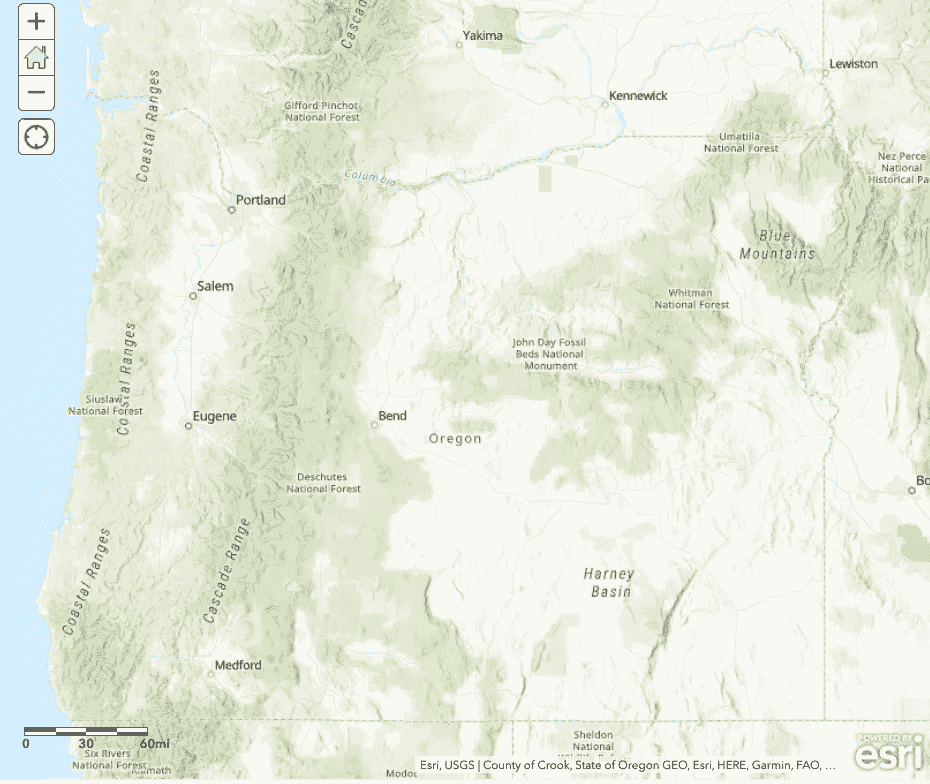 Cascad
Yakima
Lewiston
Kennewick
Coastal Ranges
Gifford Pinchot
National Forest
Umatilla
National Forest
Nez Perce
National
Historical Pa
Columbia
Portland
Blue
Mountains
Salem
Whitman
National Forest
John Day Fossil
Beds National
Monument
Coastal Ranges
Siuslaw
National Forest
Eugene
Bend
Oregon
Deschutes
National Forest
Bo
Coastal Ranges
Cascade Range
Harney
Basin
Medford
0 30 60mi
Six Rivers
National Forest
Klamath
Sheldon
National
Modoc
Esri, USGS | County of Crook, State of Oregon GEO, Esri, HERE, Garmin, FAO, ...
POWERED BY
esri